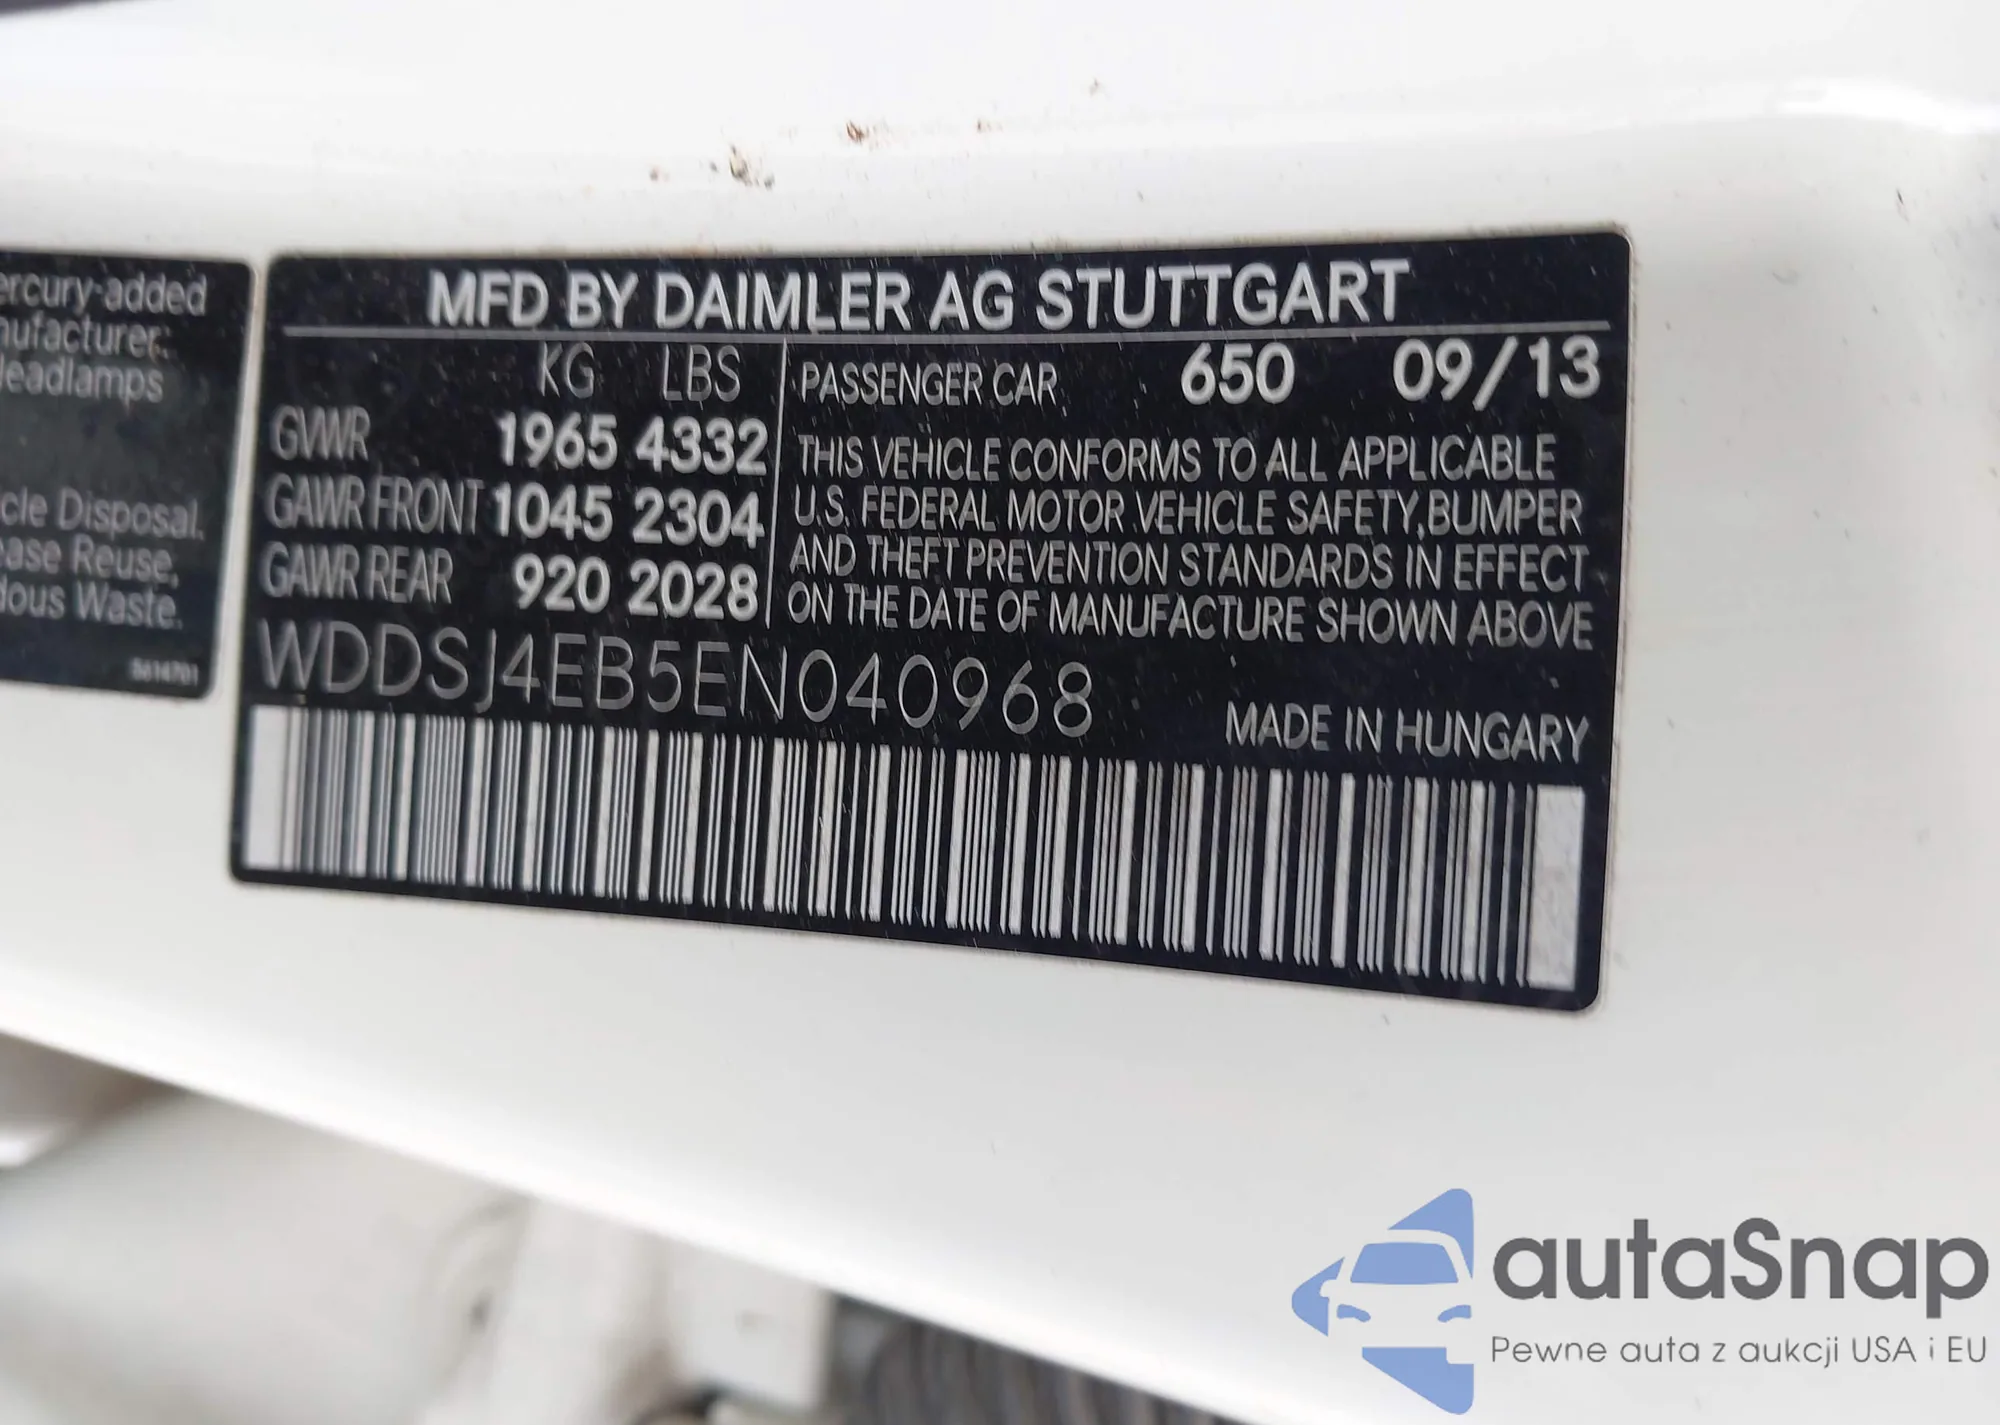 ercury-added
nufacturer:
Headlamps
cle Disposal.
ease Reuse,
dous Waste.
MFD BY DAIMLER AG STUTTGART
KG LBS
GVWR 1965 4332
GAWR FRONT 1045 2304
GAWR REAR 920 2028
PASSENGER CAR 650 09/13
THIS VEHICLE CONFORMS TO ALL APPLICABLE
U.S. FEDERAL MOTOR VEHICLE SAFETY, BUMPER
AND THEFT PREVENTION STANDARDS IN EFFECT
ON THE DATE OF MANUFACTURE SHOWN ABOVE
WDDSJ4EB5EN040968
MADE IN HUNGARY
autaSnap
Pewne auta z aukcji USA i EU